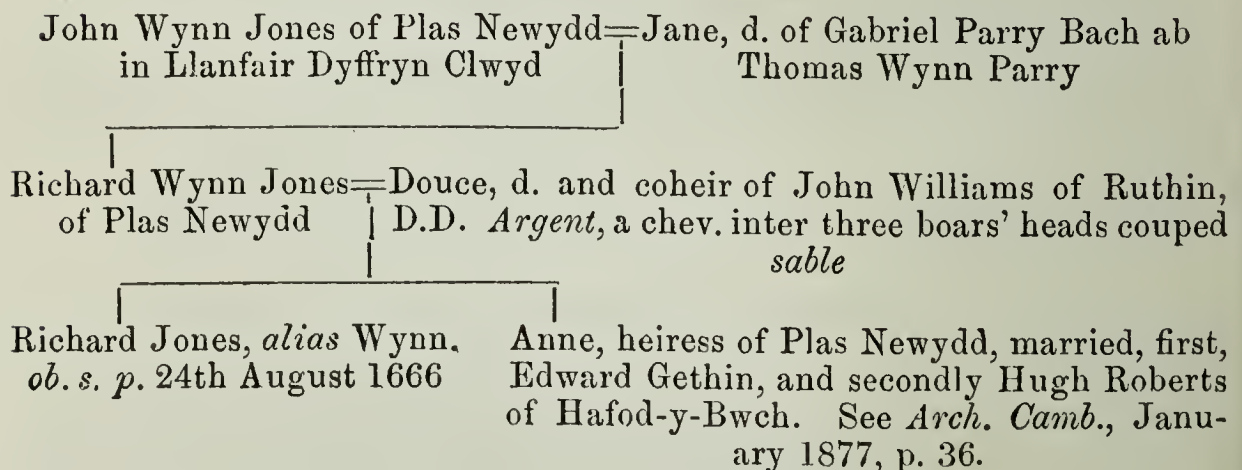 John Wynn Jones of Plas Newydd=Jane, d. of Gabriel Parry Bach ab
in Llanfair Dyffryn Clwyd Thomas Wynn Parry
Richard Wynn Jones=Douce, d. and coheir of John Williams of Ruthin,
of Plas Newydd D.D. Argent, a chev. inter three boars' heads couped
sable
Richard Jones, alias Wynn.
ob. s. p. 24th August 1666
Anne, heiress of Plas Newydd, married, first,
Edward Gethin, and secondly Hugh Roberts
of Hafod-y-Bwch. See Arch. Camb., Janu-
ary 1877, p. 36.